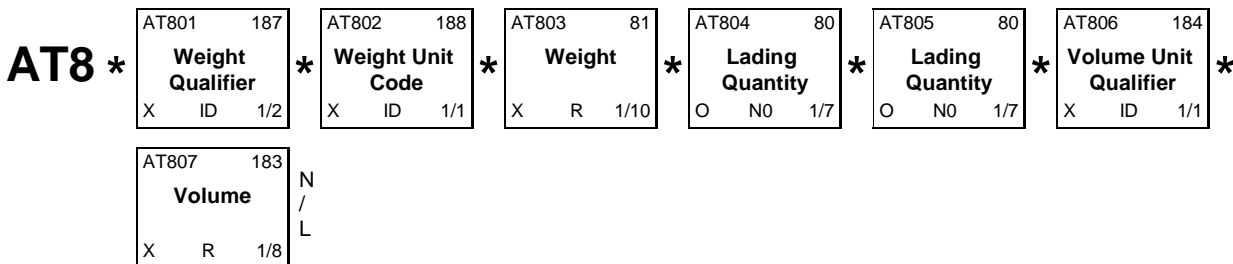 AT801 187 AT802 188 AT803 81 AT804 80 AT805 80 AT806 184
AT8 * Weight * Weight Unit * Weight * Lading * Lading * Volume Unit *
Qualifier Code Quantity Quantity Qualifier
X ID 1/2 X ID 1/1 X R 1/10 O N0 1/7 O N0 1/7 X ID 1/1
AT807 183
Volume
N
/
L
X R 1/8